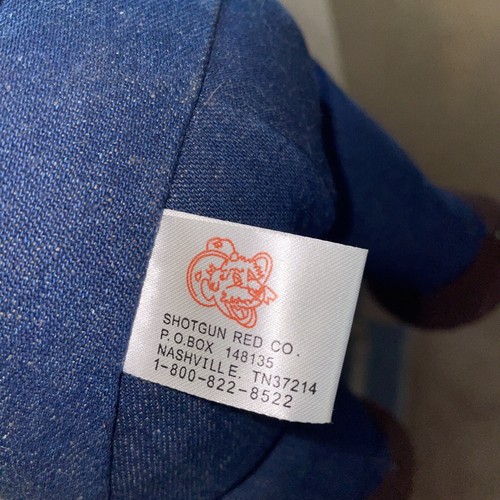 SHOTGUN RED CO.
P.O.BOX 148135
NASHVILLE. TN37214
1-800-822-8522